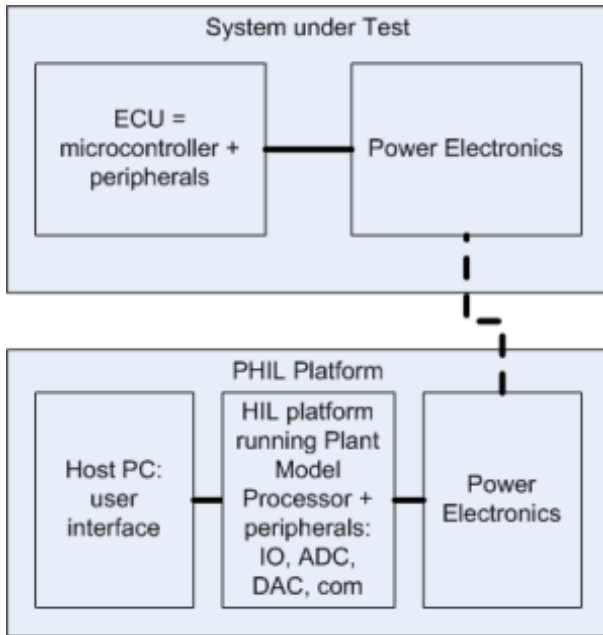 System under Test
ECU =
microcontroller +
peripherals
Power Electronics
PHIL Platform
Host PC:
user
interface
HIL platform
running Plant
Model
Processor +
peripherals:
IO, ADC,
DAC, com
Power
Electronics